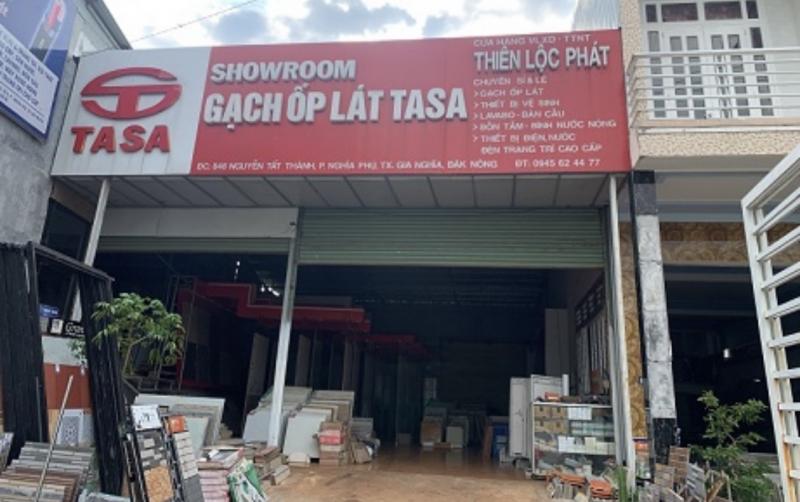 TASA
SHOWROOM
GẠCH ỐP LÁT TASA
CỬA HÀNG VLXD - TTNT
THIÊN LỘC PHÁT
CHUYÊN SỈ & LẺ
GẠCH ỐP LÁT
THIẾT BỊ VỆ SINH
LAVABO - BÀN CẦU
BỒN TẮM - BÌNH NƯỚC NÓNG
THIẾT BỊ ĐIỆN, NƯỚC
ĐÈN TRANG TRÍ CAO CẤP
ĐC: 846 NGUYỄN TẤT THÀNH, P. NGHĨA PHÚ, TX. GIA NGHĨA, ĐĂK NÔNG ĐT: 0945 62 44 77